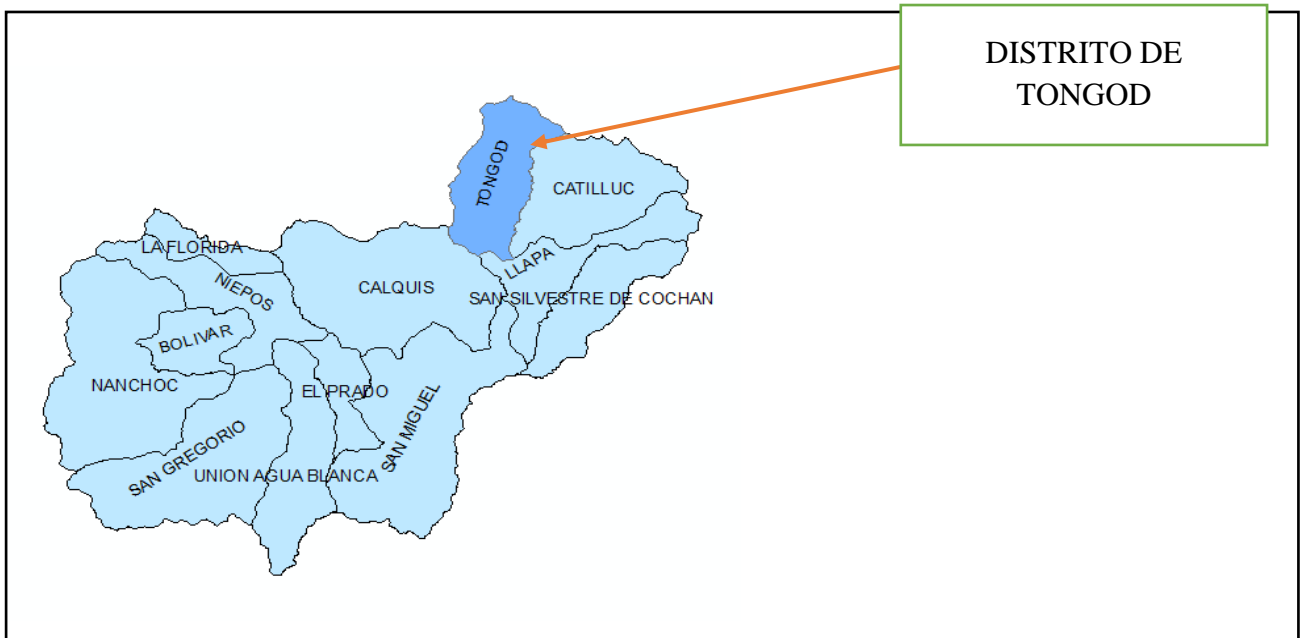 DISTRITO DE
TONGOD
TONGOD
CATILLUC
LA FLORIDA
LLAPA
NIEPOS
CALQUIS
SAN SILVESTRE DE COCHAN
BOLIVAR
NANCHOC
EL PRADO
SAN MIGUEL
SAN GREGORIO
UNION AGUA BLANCA